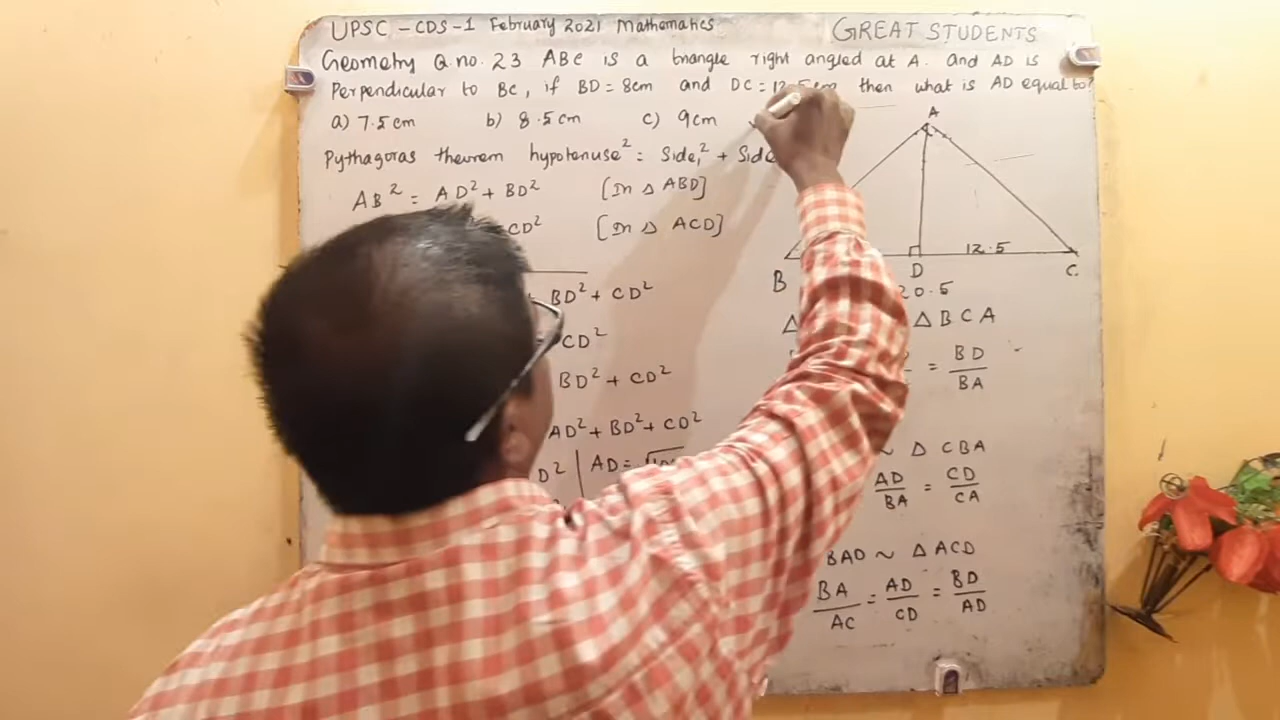 UPSC - CDS - 1 February 2021 Mathematics
GREAT STUDENTS
Geometry Q.no. 23 ABC is a triangle right angled at A. and AD is
Perpendicular to BC, if BD = 8cm and DC = 12.5cm then what is AD equal to?
a) 7.5 cm b) 8.5 cm c) 9cm
Pythagoras theorem hypotenuse² = Side₁² + Side
AB² = AD² + BD² [In △ ABD]
CD² [In △ ACD]
BD² + CD²
CD²
BD² + CD²
AD² + BD² + CD²
D² | AD = √
A
12.5
B
D
C
20.5
△ △ BCA
= BD/BA
~ △ CBA
AD/BA = CD/CA
BAD ~ △ ACD
BA/AC = AD/CD = BD/AD